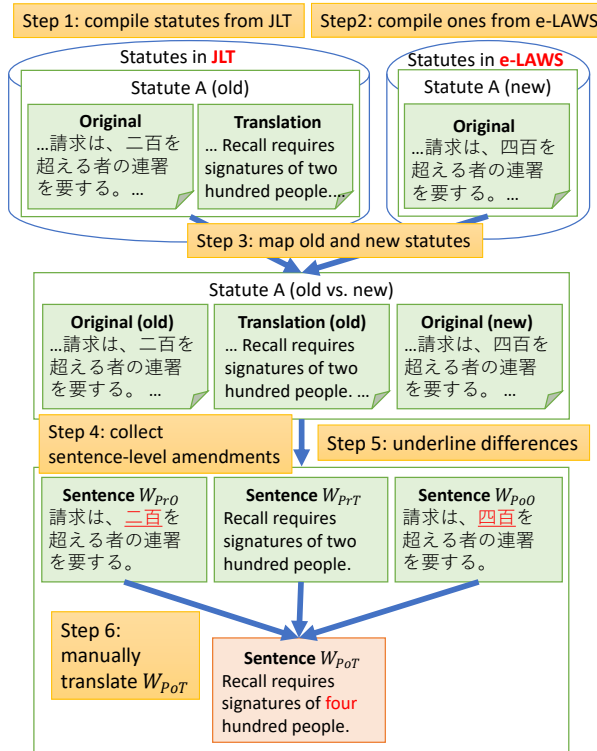 Step 1: compile statutes from JLT
Step2: compile ones from e-LAWS
Statutes in JLT
Statutes in e-LAWS
Statute A (old)
Statute A (new)
Original
…請求は、二百を
超える者の連署
を要する。 …
Translation
… Recall requires
signatures of two
hundred people.…
Original
…請求は、四百を
超える者の連署
を要する。 …
Step 3: map old and new statutes
Statute A (old vs. new)
Original (old)
…請求は、二百を
超える者の連署
を要する。 …
Translation (old)
… Recall requires
signatures of two
hundred people. …
Original (new)
…請求は、四百を
超える者の連署
を要する。 …
Step 4: collect
sentence-level amendments
Step 5: underline differences
Sentence W_PrO
請求は、二百を
超える者の連署
を要する。
Sentence W_PrT
Recall requires
signatures of two
hundred people.
Sentence W_PoO
請求は、四百を
超える者の連署
を要する。
Step 6:
manually
translate W_PoT
Sentence W_PoT
Recall requires
signatures of four
hundred people.